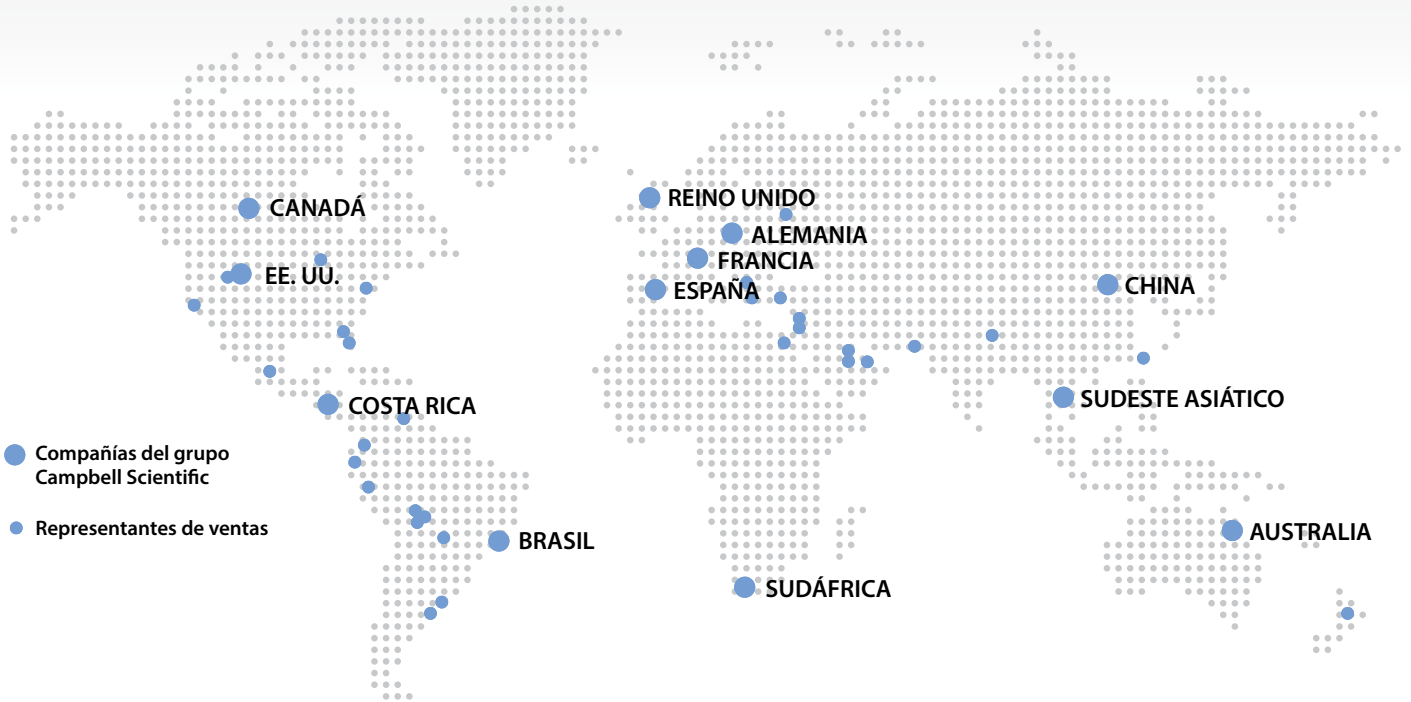 REINO UNIDO
CANADÁ
ALEMANIA
FRANCIA
EE. UU.
ESPAÑA
CHINA
COSTA RICA
SUDESTE ASIÁTICO
Compañías del grupo
Campbell Scientific
Representantes de ventas
BRASIL
AUSTRALIA
SUDÁFRICA